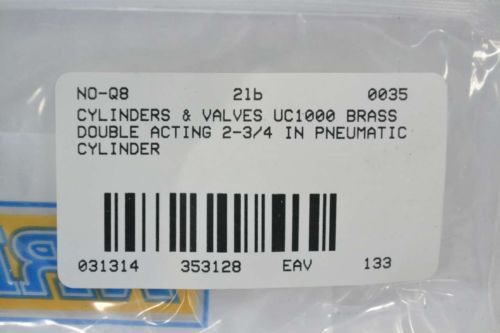 NO-Q8 2lb 0035
CYLINDERS & VALVES UC1000 BRASS
DOUBLE ACTING 2-3/4 IN PNEUMATIC
CYLINDER
031314 353128 EAV 133